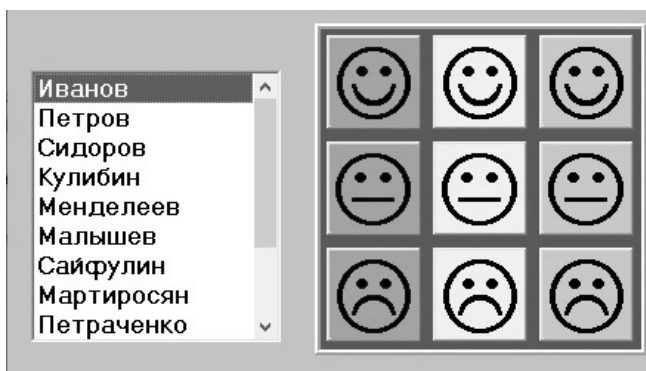 Иванов
Петров
Сидоров
Кулибин
Менделеев
Малышев
Сайфулин
Мартиросян
Петраченко